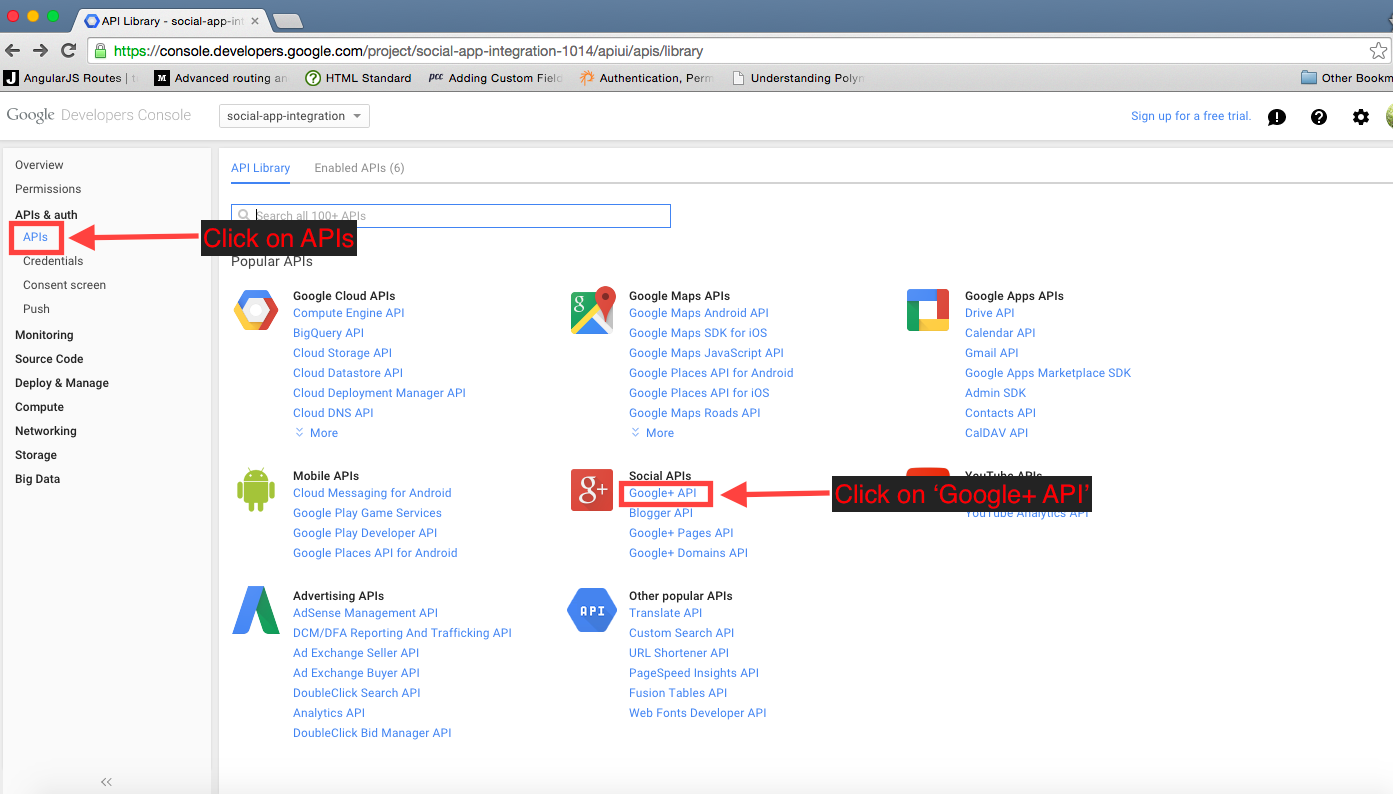 API Library - social-app-int
https://console.developers.google.com/project/social-app-integration-1014/apiui/apis/library
AngularJS Routes | t
Advanced routing an
HTML Standard
pcc Adding Custom Field
Authentication, Perm
Understanding Polyn
Other Bookm
Google Developers Console
social-app-integration
Sign up for a free trial.
Overview
Permissions
APIs & auth
APIs
Credentials
Consent screen
Push
Monitoring
Source Code
Deploy & Manage
Compute
Networking
Storage
Big Data
API Library
Enabled APIs (6)
Search all 100+ APIs
Click on APIs
Popular APIs
Google Cloud APIs
Compute Engine API
BigQuery API
Cloud Storage API
Cloud Datastore API
Cloud Deployment Manager API
Cloud DNS API
More
Google Maps APIs
Google Maps Android API
Google Maps SDK for iOS
Google Maps JavaScript API
Google Places API for Android
Google Places API for iOS
Google Maps Roads API
More
Google Apps APIs
Drive API
Calendar API
Gmail API
Google Apps Marketplace SDK
Admin SDK
Contacts API
CalDAV API
Mobile APIs
Cloud Messaging for Android
Google Play Game Services
Google Play Developer API
Google Places API for Android
g+
Social APIs
Google+ API
Blogger API
Google+ Pages API
Google+ Domains API
YouTube APIs
Click on ‘Google+ API’
YouTube Analytics API
Advertising APIs
AdSense Management API
DCM/DFA Reporting And Trafficking API
Ad Exchange Seller API
Ad Exchange Buyer API
DoubleClick Search API
Analytics API
DoubleClick Bid Manager API
API
Other popular APIs
Translate API
Custom Search API
URL Shortener API
PageSpeed Insights API
Fusion Tables API
Web Fonts Developer API